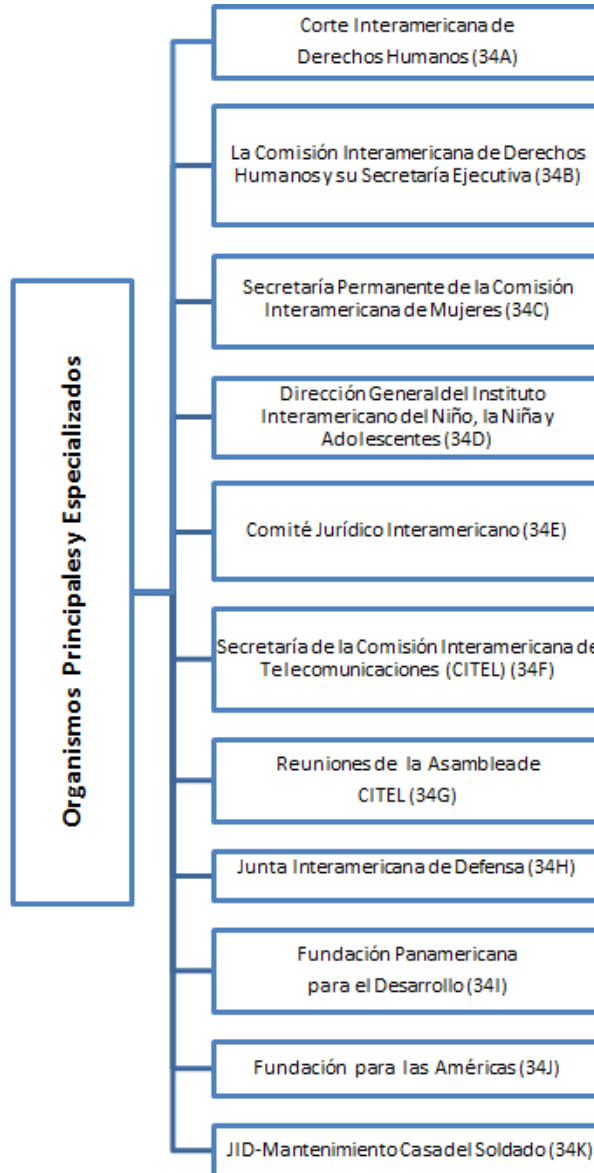 Organismos Principales y Especializados
Corte Interamericana de
Derechos Humanos (34A)
La Comisión Interamericana de Derechos
Humanos y su Secretaría Ejecutiva (34B)
Secretaría Permanente de la Comisión
Interamericana de Mujeres (34C)
Dirección General del Instituto
Interamericano del Niño, la Niña y
Adolescentes (34D)
Comité Jurídico Interamericano (34E)
Secretaría de la Comisión Interamericana de
Telecomunicaciones (CITEL) (34F)
Reuniones de la Asamblea de
CITEL (34G)
Junta Interamericana de Defensa (34H)
Fundación Panamericana
para el Desarrollo (34I)
Fundación para las Américas (34J)
JID-Mantenimiento Casa del Soldado (34K)